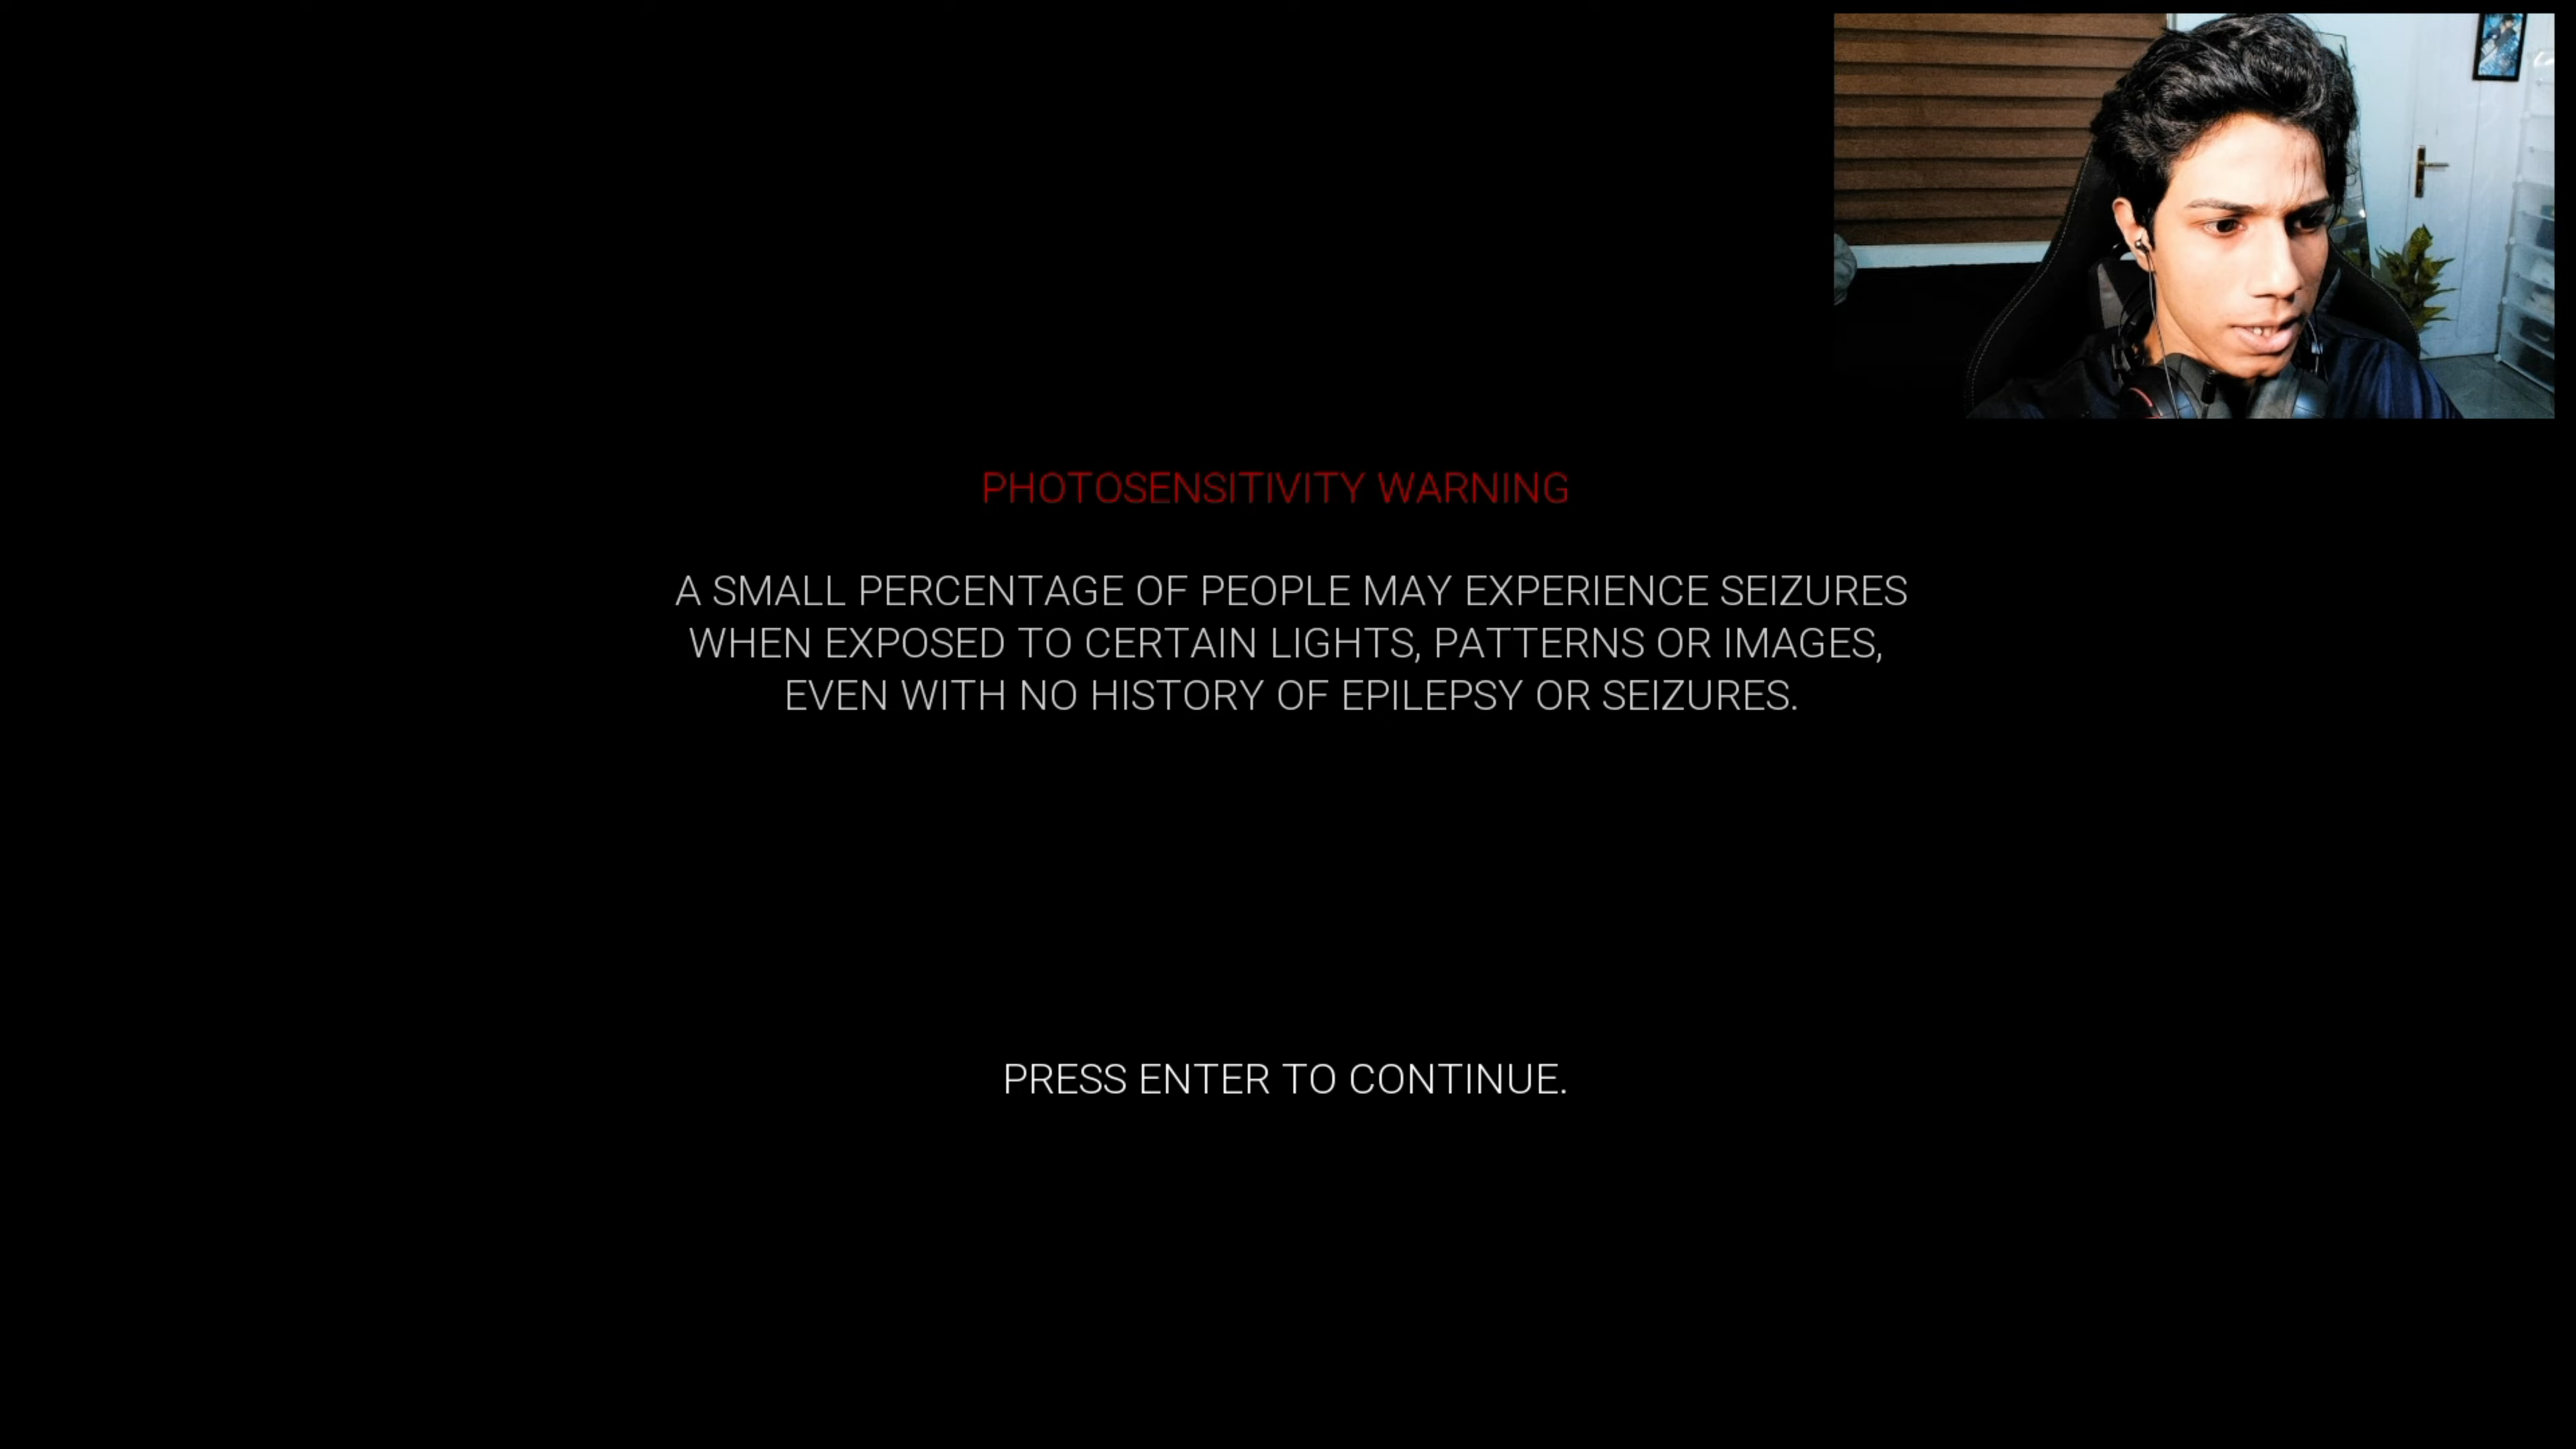 PHOTOSENSITIVITY WARNING
A SMALL PERCENTAGE OF PEOPLE MAY EXPERIENCE SEIZURES
WHEN EXPOSED TO CERTAIN LIGHTS, PATTERNS OR IMAGES,
EVEN WITH NO HISTORY OF EPILEPSY OR SEIZURES.
PRESS ENTER TO CONTINUE.